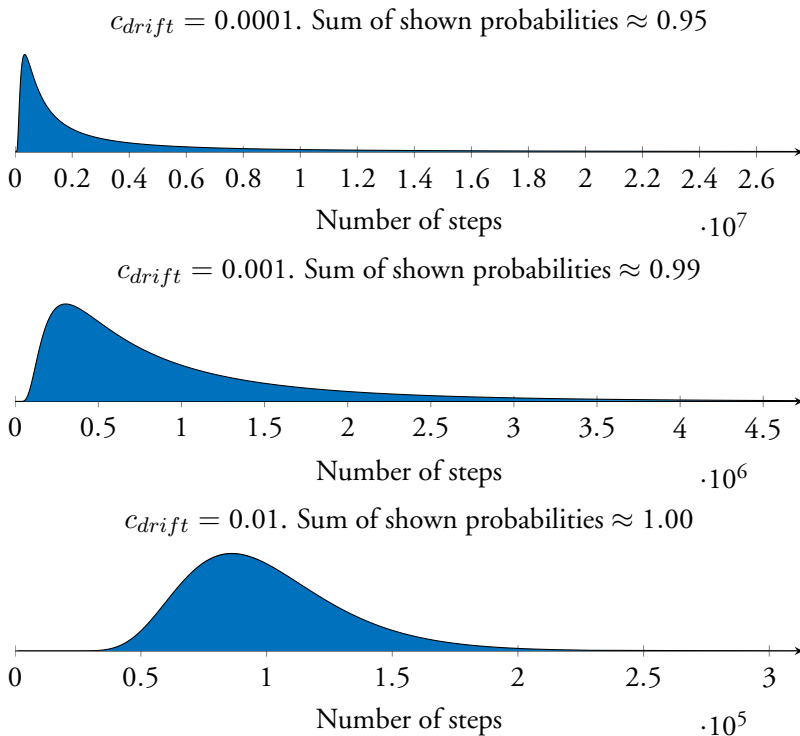 c_drift = 0.0001. Sum of shown probabilities ≈ 0.95
0 0.2 0.4 0.6 0.8 1 1.2 1.4 1.6 1.8 2 2.2 2.4 2.6
Number of steps
·10^7
c_drift = 0.001. Sum of shown probabilities ≈ 0.99
0 0.5 1 1.5 2 2.5 3 3.5 4 4.5
Number of steps
·10^6
c_drift = 0.01. Sum of shown probabilities ≈ 1.00
0 0.5 1 1.5 2 2.5 3
Number of steps
·10^5